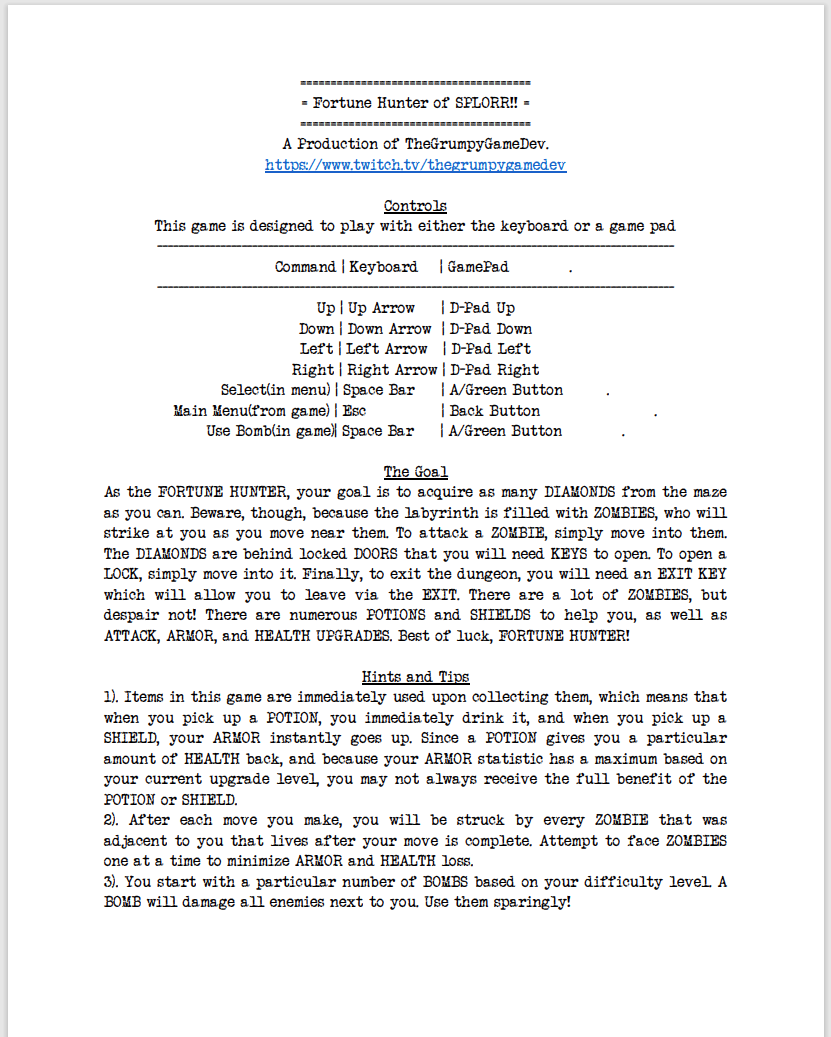 ======================================
= Fortune Hunter of SPLORR!! =
======================================
A Production of TheGrumpyGameDev.
https://www.twitch.tv/thegrumpygamedev
Controls
This game is designed to play with either the keyboard or a game pad
--------------------------------------------------------------------------------
Command | Keyboard | GamePad .
--------------------------------------------------------------------------------
Up | Up Arrow | D-Pad Up
Down | Down Arrow | D-Pad Down
Left | Left Arrow | D-Pad Left
Right | Right Arrow | D-Pad Right
Select(in menu) | Space Bar | A/Green Button .
Main Menu(from game) | Esc | Back Button .
Use Bomb(in game)| Space Bar | A/Green Button .
The Goal
As the FORTUNE HUNTER, your goal is to acquire as many DIAMONDS from the maze
as you can. Beware, though, because the labyrinth is filled with ZOMBIES, who will
strike at you as you move near them. To attack a ZOMBIE, simply move into them.
The DIAMONDS are behind locked DOORS that you will need KEYS to open. To open a
LOCK, simply move into it. Finally, to exit the dungeon, you will need an EXIT KEY
which will allow you to leave via the EXIT. There are a lot of ZOMBIES, but
despair not! There are numerous POTIONS and SHIELDS to help you, as well as
ATTACK, ARMOR, and HEALTH UPGRADES. Best of luck, FORTUNE HUNTER!
Hints and Tips
1). Items in this game are immediately used upon collecting them, which means that
when you pick up a POTION, you immediately drink it, and when you pick up a
SHIELD, your ARMOR instantly goes up. Since a POTION gives you a particular
amount of HEALTH back, and because your ARMOR statistic has a maximum based on
your current upgrade level, you may not always receive the full benefit of the
POTION or SHIELD.
2). After each move you make, you will be struck by every ZOMBIE that was
adjacent to you that lives after your move is complete. Attempt to face ZOMBIES
one at a time to minimize ARMOR and HEALTH loss.
3). You start with a particular number of BOMBS based on your difficulty level. A
BOMB will damage all enemies next to you. Use them sparingly!